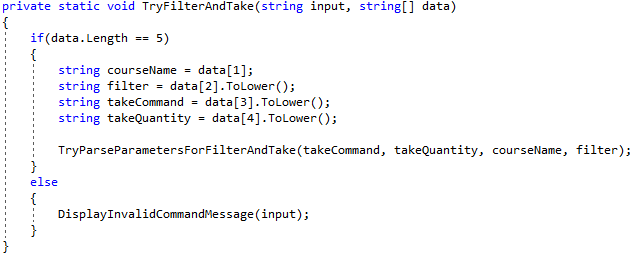 private static void TryFilterAndTake(string input, string[] data)
{
    if(data.Length == 5)
    {
        string courseName = data[1];
        string filter = data[2].ToLower();
        string takeCommand = data[3].ToLower();
        string takeQuantity = data[4].ToLower();

        TryParseParametersForFilterAndTake(takeCommand, takeQuantity, courseName, filter);
    }
    else
    {
        DisplayInvalidCommandMessage(input);
    }
}